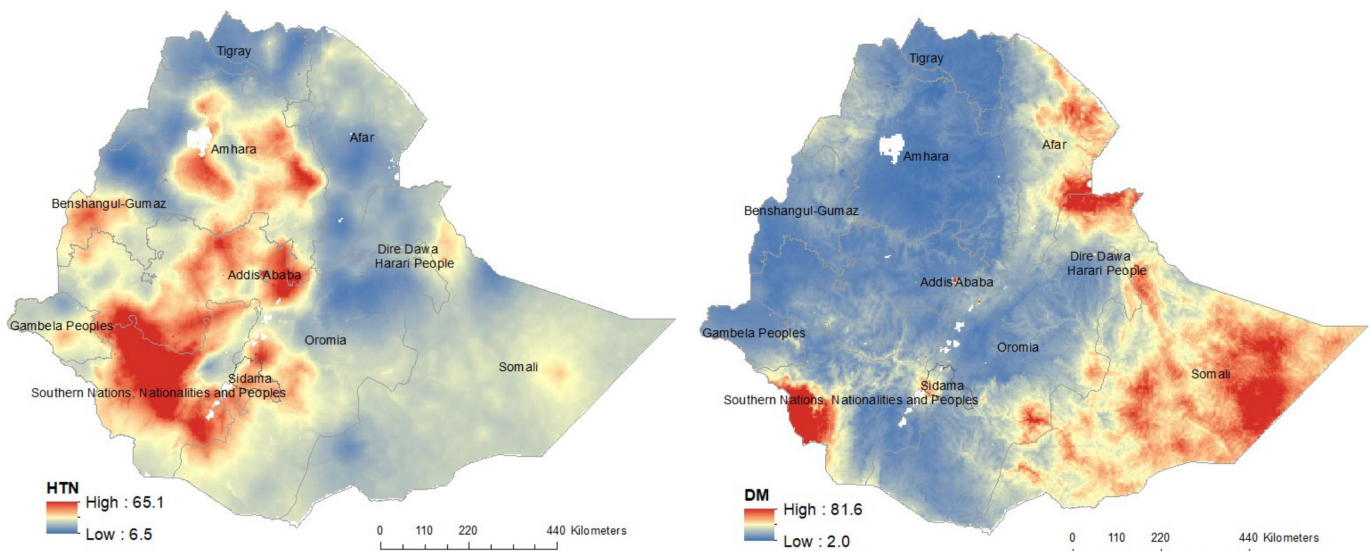 Tigray
Afar
Amhara
Benshangul-Gumaz
Dire Dawa
Harari People
Addis Ababa
Gambela Peoples
Oromia
Somali
Sidama
Southern Nations, Nationalities and Peoples
HTN
High : 65.1
Low : 6.5
0 110 220 440 Kilometers
Tigray
Afar
Amhara
Benshangul-Gumaz
Dire Dawa
Harari People
Addis Ababa
Gambela Peoples
Oromia
Somali
Sidama
Southern Nations, Nationalities and Peoples
DM
High : 81.6
Low : 2.0
0 110 220 440 Kilometers